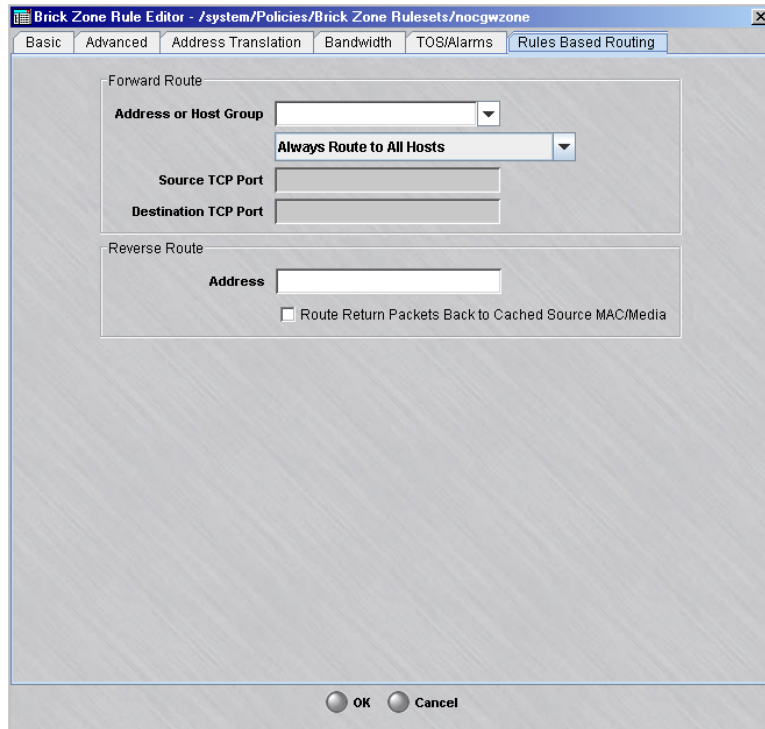 Brick Zone Rule Editor - /system/Policies/Brick Zone Rulesets/nocgwzone
Basic Advanced Address Translation Bandwidth TOS/Alarms Rules Based Routing
Forward Route
Address or Host Group
Always Route to All Hosts
Source TCP Port
Destination TCP Port
Reverse Route
Address
Route Return Packets Back to Cached Source MAC/Media
OK Cancel